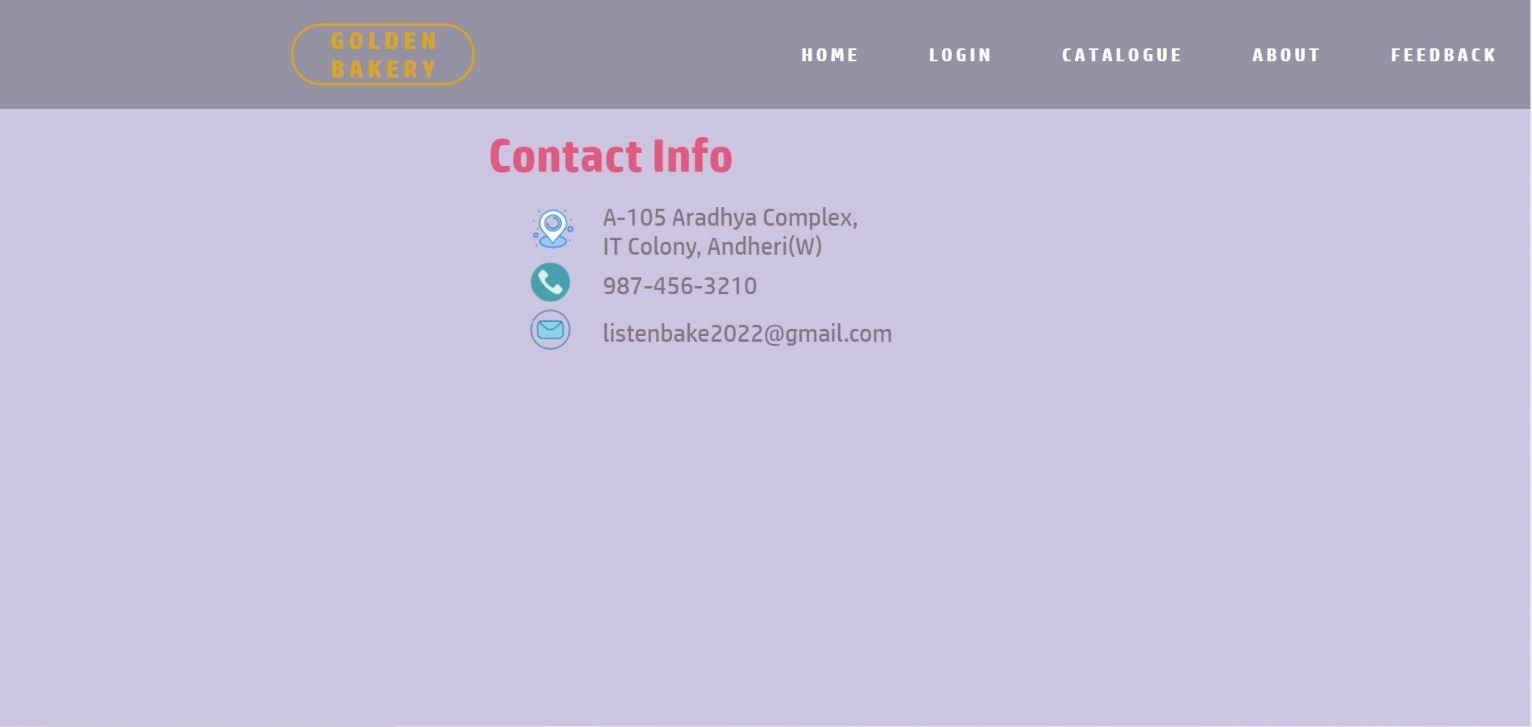 GOLDEN
BAKERY
HOME LOGIN CATALOGUE ABOUT FEEDBACK
Contact Info
A-105 Aradhya Complex,
IT Colony, Andheri(W)
987-456-3210
listenbake2022@gmail.com